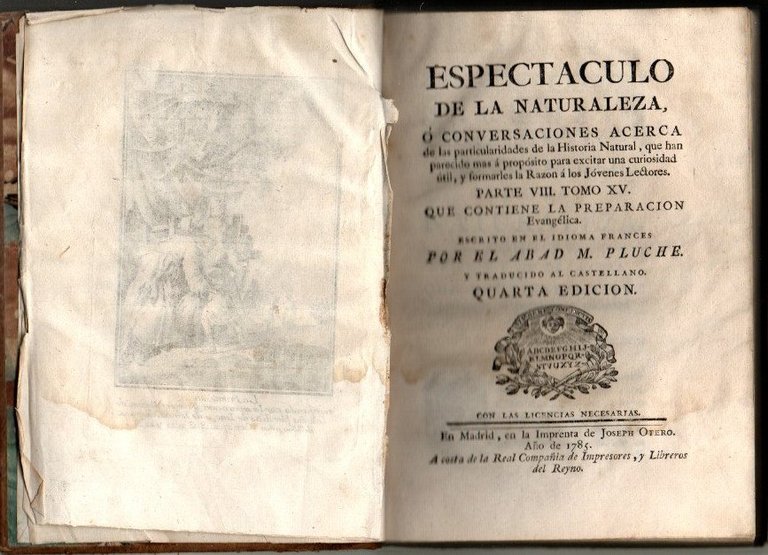 ESPECTACULO
DE LA NATURALEZA,
Ó CONVERSACIONES ACERCA
de las particularidades de la Historia Natural, que han
parecido mas á propósito para excitar una curiosidad
útil, y formarles la Razon á los Jóvenes Lectores.
PARTE VIII. TOMO XV.
QUE CONTIENE LA PREPARACION
Evangélica.
ESCRITO EN EL IDIOMA FRANCES
POR EL ABAD M. PLUCHE.
Y TRADUCIDO AL CASTELLANO.
QUARTA EDICION.
ABCDEFGHIJ
KLMNOPQR
STVUXYZ
CON LAS LICENCIAS NECESARIAS.
En Madrid, en la Imprenta de JOSEPH OTERO.
Año de 1785.
A costa de la Real Compañia de Impresores, y Libreros
del Reyno.